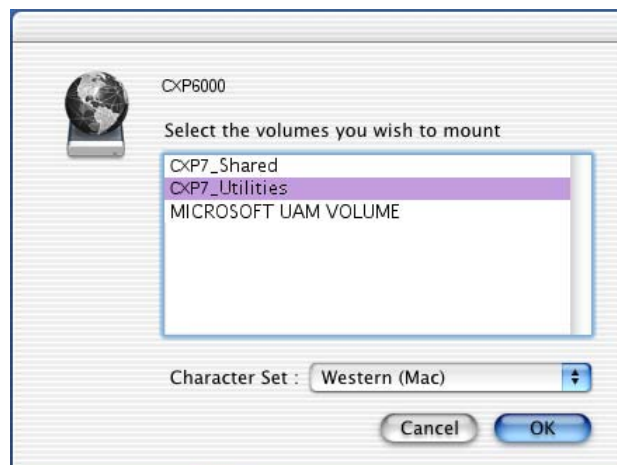 CXP6000
Select the volumes you wish to mount
CXP7_Shared
CXP7_Utilities
MICROSOFT UAM VOLUME
Character Set : Western (Mac)
Cancel OK